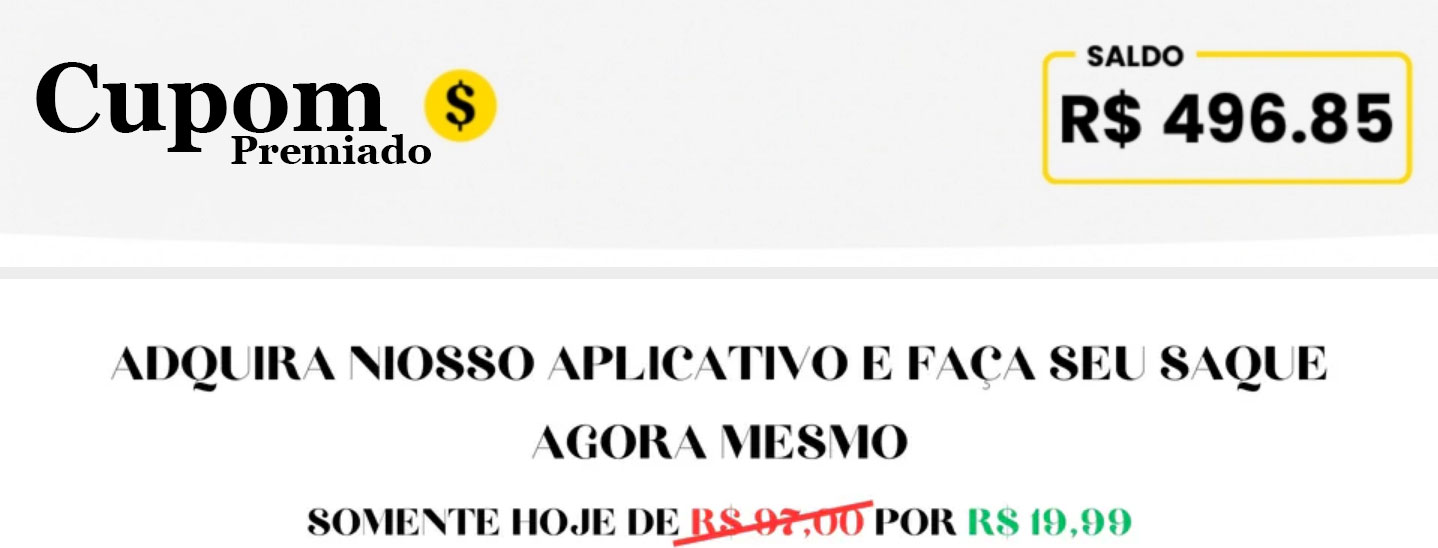 Cupom $
Premiado
SALDO
R$ 496.85
ADQUIRA NIOSSO APLICATIVO E FAÇA SEU SAQUE
AGORA MESMO
SOMENTE HOJE DE R$ 97,00 POR R$ 19,99